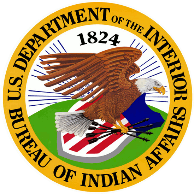 U.S. DEPARTMENT OF THE INTERIOR
1824
BUREAU OF INDIAN AFFAIRS